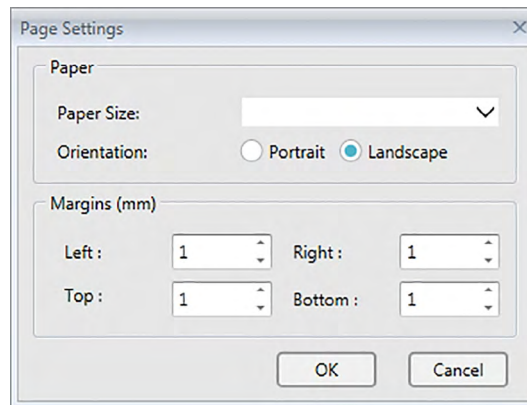 Page Settings
Paper
Paper Size:
Orientation: Portrait Landscape
Margins (mm)
Left : 1 Right : 1
Top : 1 Bottom : 1
OK Cancel